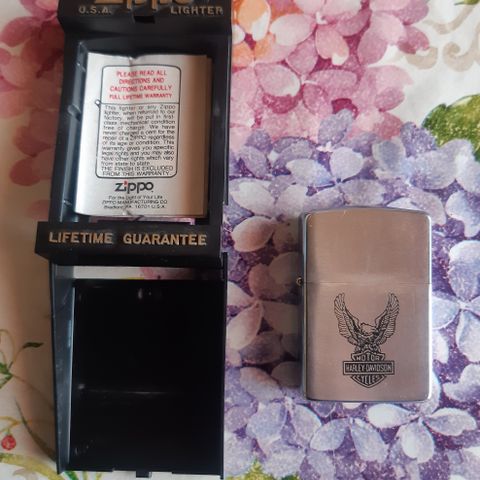 Zippo
U.S.A. LIGHTER
PLEASE READ ALL
DIRECTIONS AND
CAUTIONS CAREFULLY
FULL LIFETIME WARRANTY
This lighter or any Zippo
lighter, when returned to our
factory, will be put in first-
class mechanical condition
free of charge. We have
never charged a cent for the
repair of a ZIPPO regardless
of its age or condition. This
warranty gives you specific
legal rights and you may also
have other rights which vary
from state to state.
THE FINISH IS EXCLUDED
FROM THIS WARRANTY
Zippo
For the Light of Your Life
ZIPPO MANUFACTURING CO.
Bradford, PA. 16701 U.S.A.
LIFETIME GUARANTEE
MOTOR
HARLEY-DAVIDSON
CYCLES